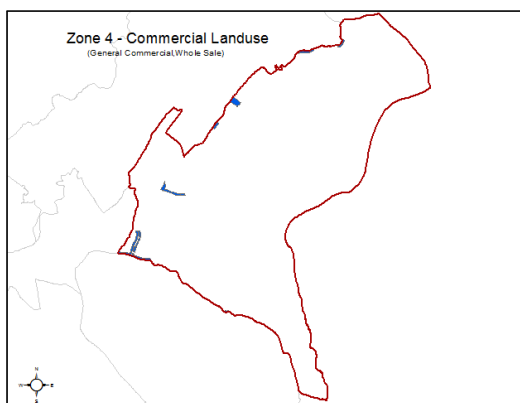 Zone 4 - Commercial Landuse
(General Commercial,Whole Sale)
N
W E
S